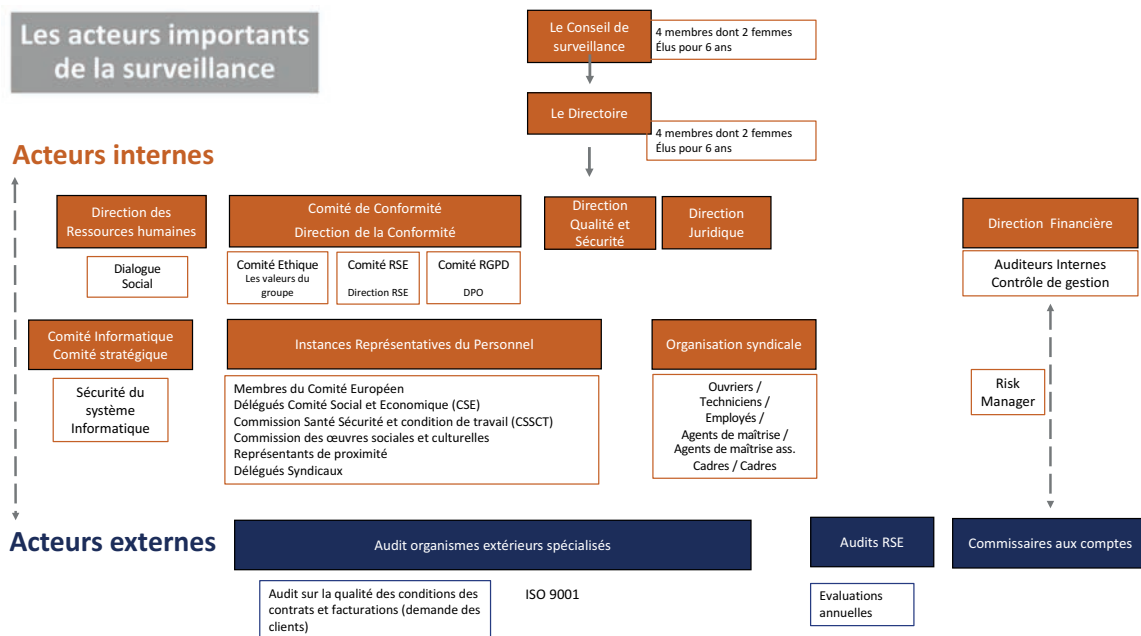 Les acteurs importants
de la surveillance
Le Conseil de
surveillance
4 membres dont 2 femmes
Élus pour 6 ans
Le Directoire
4 membres dont 2 femmes
Élus pour 6 ans
Acteurs internes
Direction des
Ressources humaines
Dialogue
Social
Comité de Conformité
Direction de la Conformité
Comité Ethique
Les valeurs du
groupe
Comité RSE
Direction RSE
Comité RGPD
DPO
Direction
Qualité et
Sécurité
Direction
Juridique
Direction Financière
Auditeurs Internes
Contrôle de gestion
Comité Informatique
Comité stratégique
Sécurité du
système
Informatique
Instances Représentatives du Personnel
Membres du Comité Européen
Délégués Comité Social et Economique (CSE)
Commission Santé Sécurité et condition de travail (CSSCT)
Commission des œuvres sociales et culturelles
Représentants de proximité
Délégués Syndicaux
Organisation syndicale
Ouvriers /
Techniciens /
Employés /
Agents de maîtrise /
Agents de maîtrise ass.
Cadres / Cadres
Risk
Manager
Acteurs externes
Audit organismes extérieurs spécialisés
Audit sur la qualité des conditions des
contrats et facturations (demande des
clients)
ISO 9001
Audits RSE
Evaluations
annuelles
Commissaires aux comptes